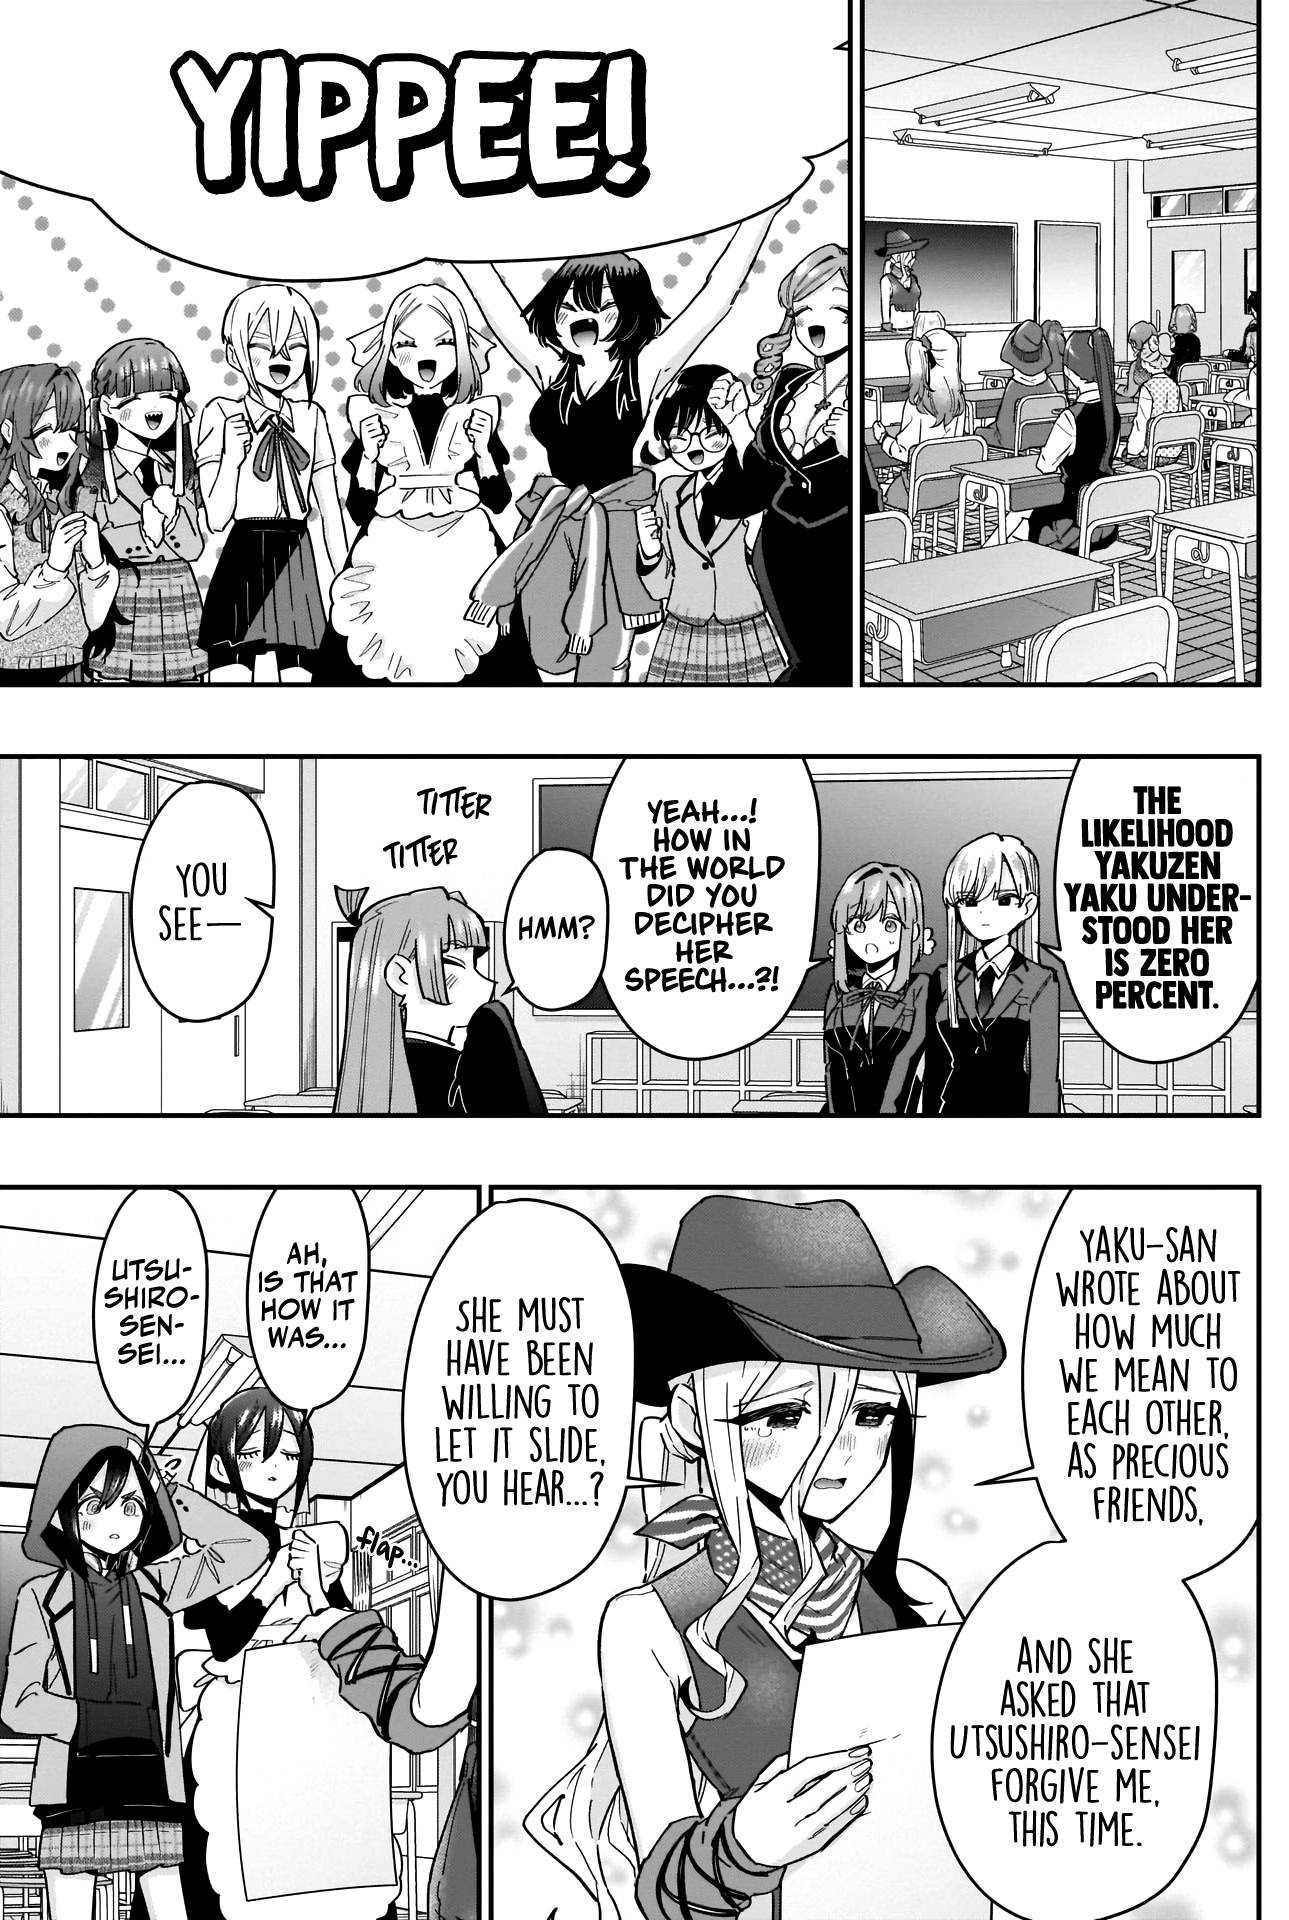 YIPPEE!
THE
LIKELIHOOD
YAKUZEN
YAKU UNDER-
STOOD HER
IS ZERO
PERCENT.
YEAH...!
HOW IN
THE WORLD
DID YOU
DECIPHER
HER
SPEECH...?!
HMM?
TITTER
TITTER
YOU
SEE—
YAKU-SAN
WROTE ABOUT
HOW MUCH
WE MEAN TO
EACH OTHER,
AS PRECIOUS
FRIENDS,
AND SHE
ASKED THAT
UTSUSHIRO-SENSEI
FORGIVE ME,
THIS TIME.
SHE MUST
HAVE BEEN
WILLING TO
LET IT SLIDE,
YOU HEAR...?
flap...
AH,
IS THAT
HOW IT
WAS...
UTSU-
SHIRO-
SEN-
SEI...